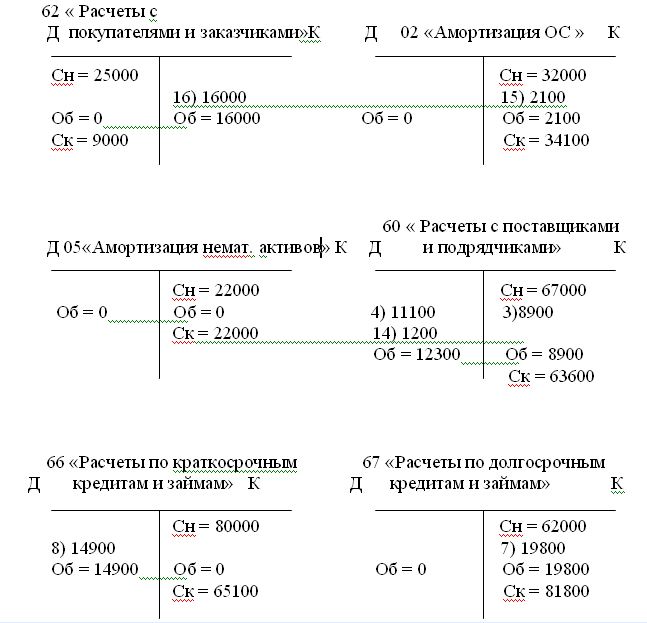 62 « Расчеты с
Д покупателями и заказчиками»К
Сн = 25000
16) 16000
Об = 0 Об = 16000
Ск = 9000
Д 02 «Амортизация ОС » К
Сн = 32000
15) 2100
Об = 0 Об = 2100
Ск = 34100
Д 05«Амортизация немат. активов» К
Сн = 22000
Об = 0 Об = 0
Ск = 22000
60 « Расчеты с поставщиками
Д и подрядчиками» К
Сн = 67000
4) 11100 3)8900
14) 1200
Об = 12300 Об = 8900
Ск = 63600
66 «Расчеты по краткосрочным
Д кредитам и займам» К
Сн = 80000
8) 14900
Об = 14900 Об = 0
Ск = 65100
67 «Расчеты по долгосрочным
Д кредитам и займам» К
Сн = 62000
7) 19800
Об = 0 Об = 19800
Ск = 81800